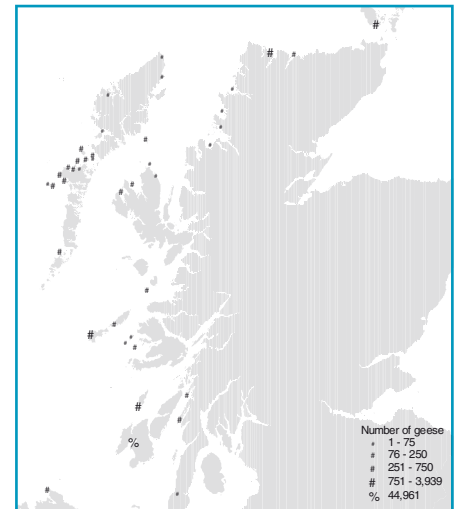 Number of geese
# 1 - 75
# 76 - 250
# 251 - 750
# 751 - 3,939
% 44,961